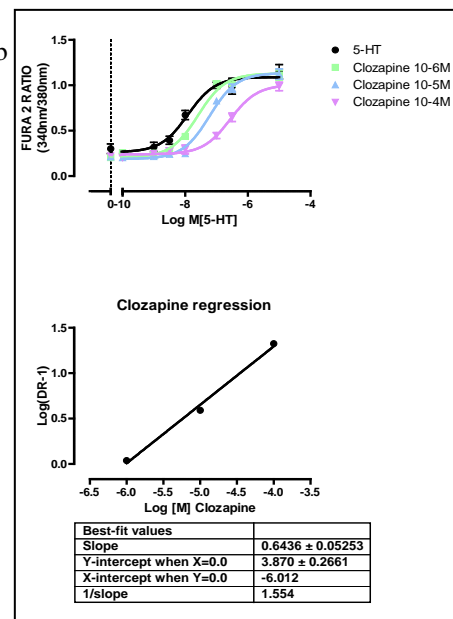 b
1.5
1.0
0.5
0.0
FURA 2 RATIO
(340nm/380nm)
0 -10 -8 -6 -4
Log M[5-HT]
5-HT
Clozapine 10-6M
Clozapine 10-5M
Clozapine 10-4M
Clozapine regression
1.5
1.0
0.5
0.0
Log(DR-1)
-6.5 -6.0 -5.5 -5.0 -4.5 -4.0 -3.5
Log [M] Clozapine
Best-fit values
Slope 0.6436 ± 0.05253
Y-intercept when X=0.0 3.870 ± 0.2661
X-intercept when Y=0.0 -6.012
1/slope 1.554